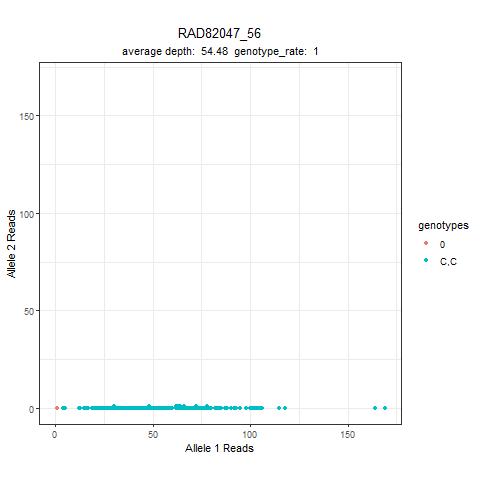 RAD82047_56
average depth:  54.48  genotype_rate:  1
150
100
50
0
Allele 2 Reads
0 50 100 150
Allele 1 Reads
genotypes
0
C,C